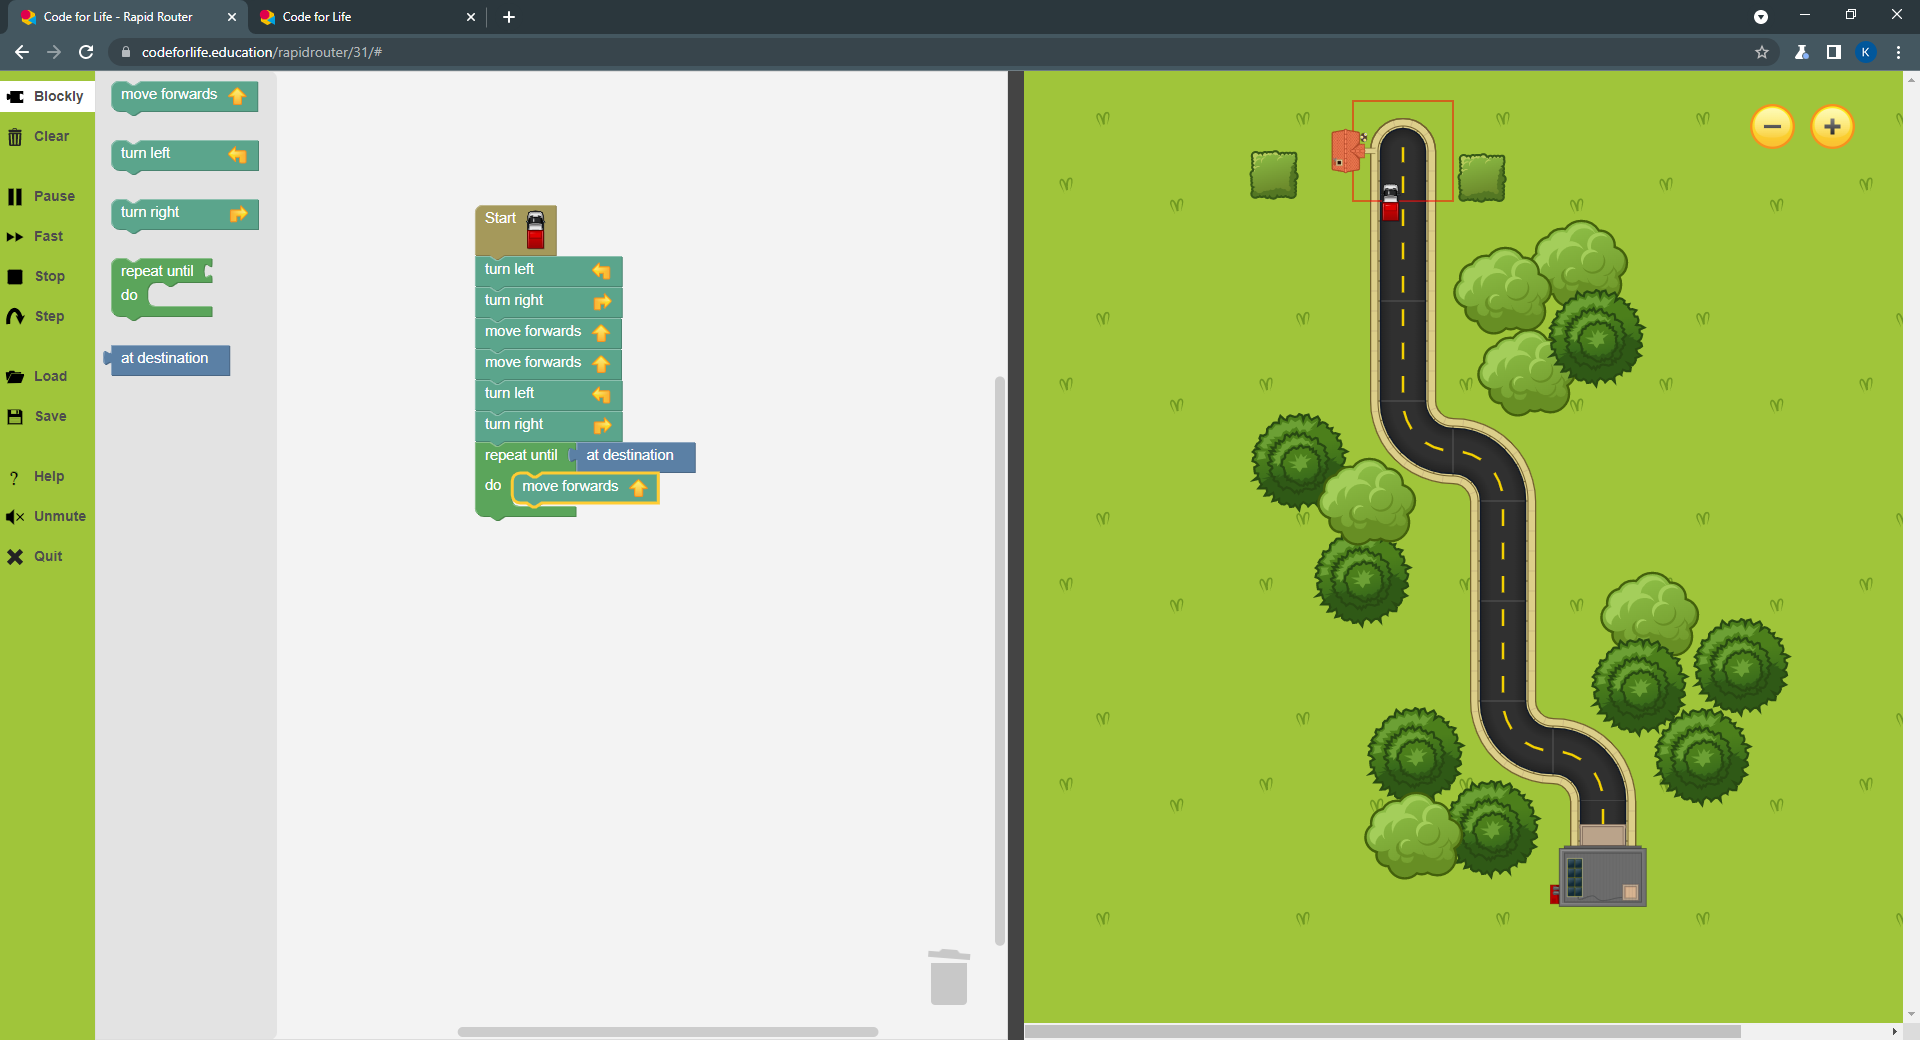 Code for Life - Rapid Router
Code for Life
codeforlife.education/rapidrouter/31/#
K
Blockly
Clear
Pause
Fast
Stop
Step
Load
Save
Help
Unmute
Quit
move forwards
turn left
turn right
repeat until
do
at destination
Start
turn left
turn right
move forwards
move forwards
turn left
turn right
repeat until at destination
do move forwards